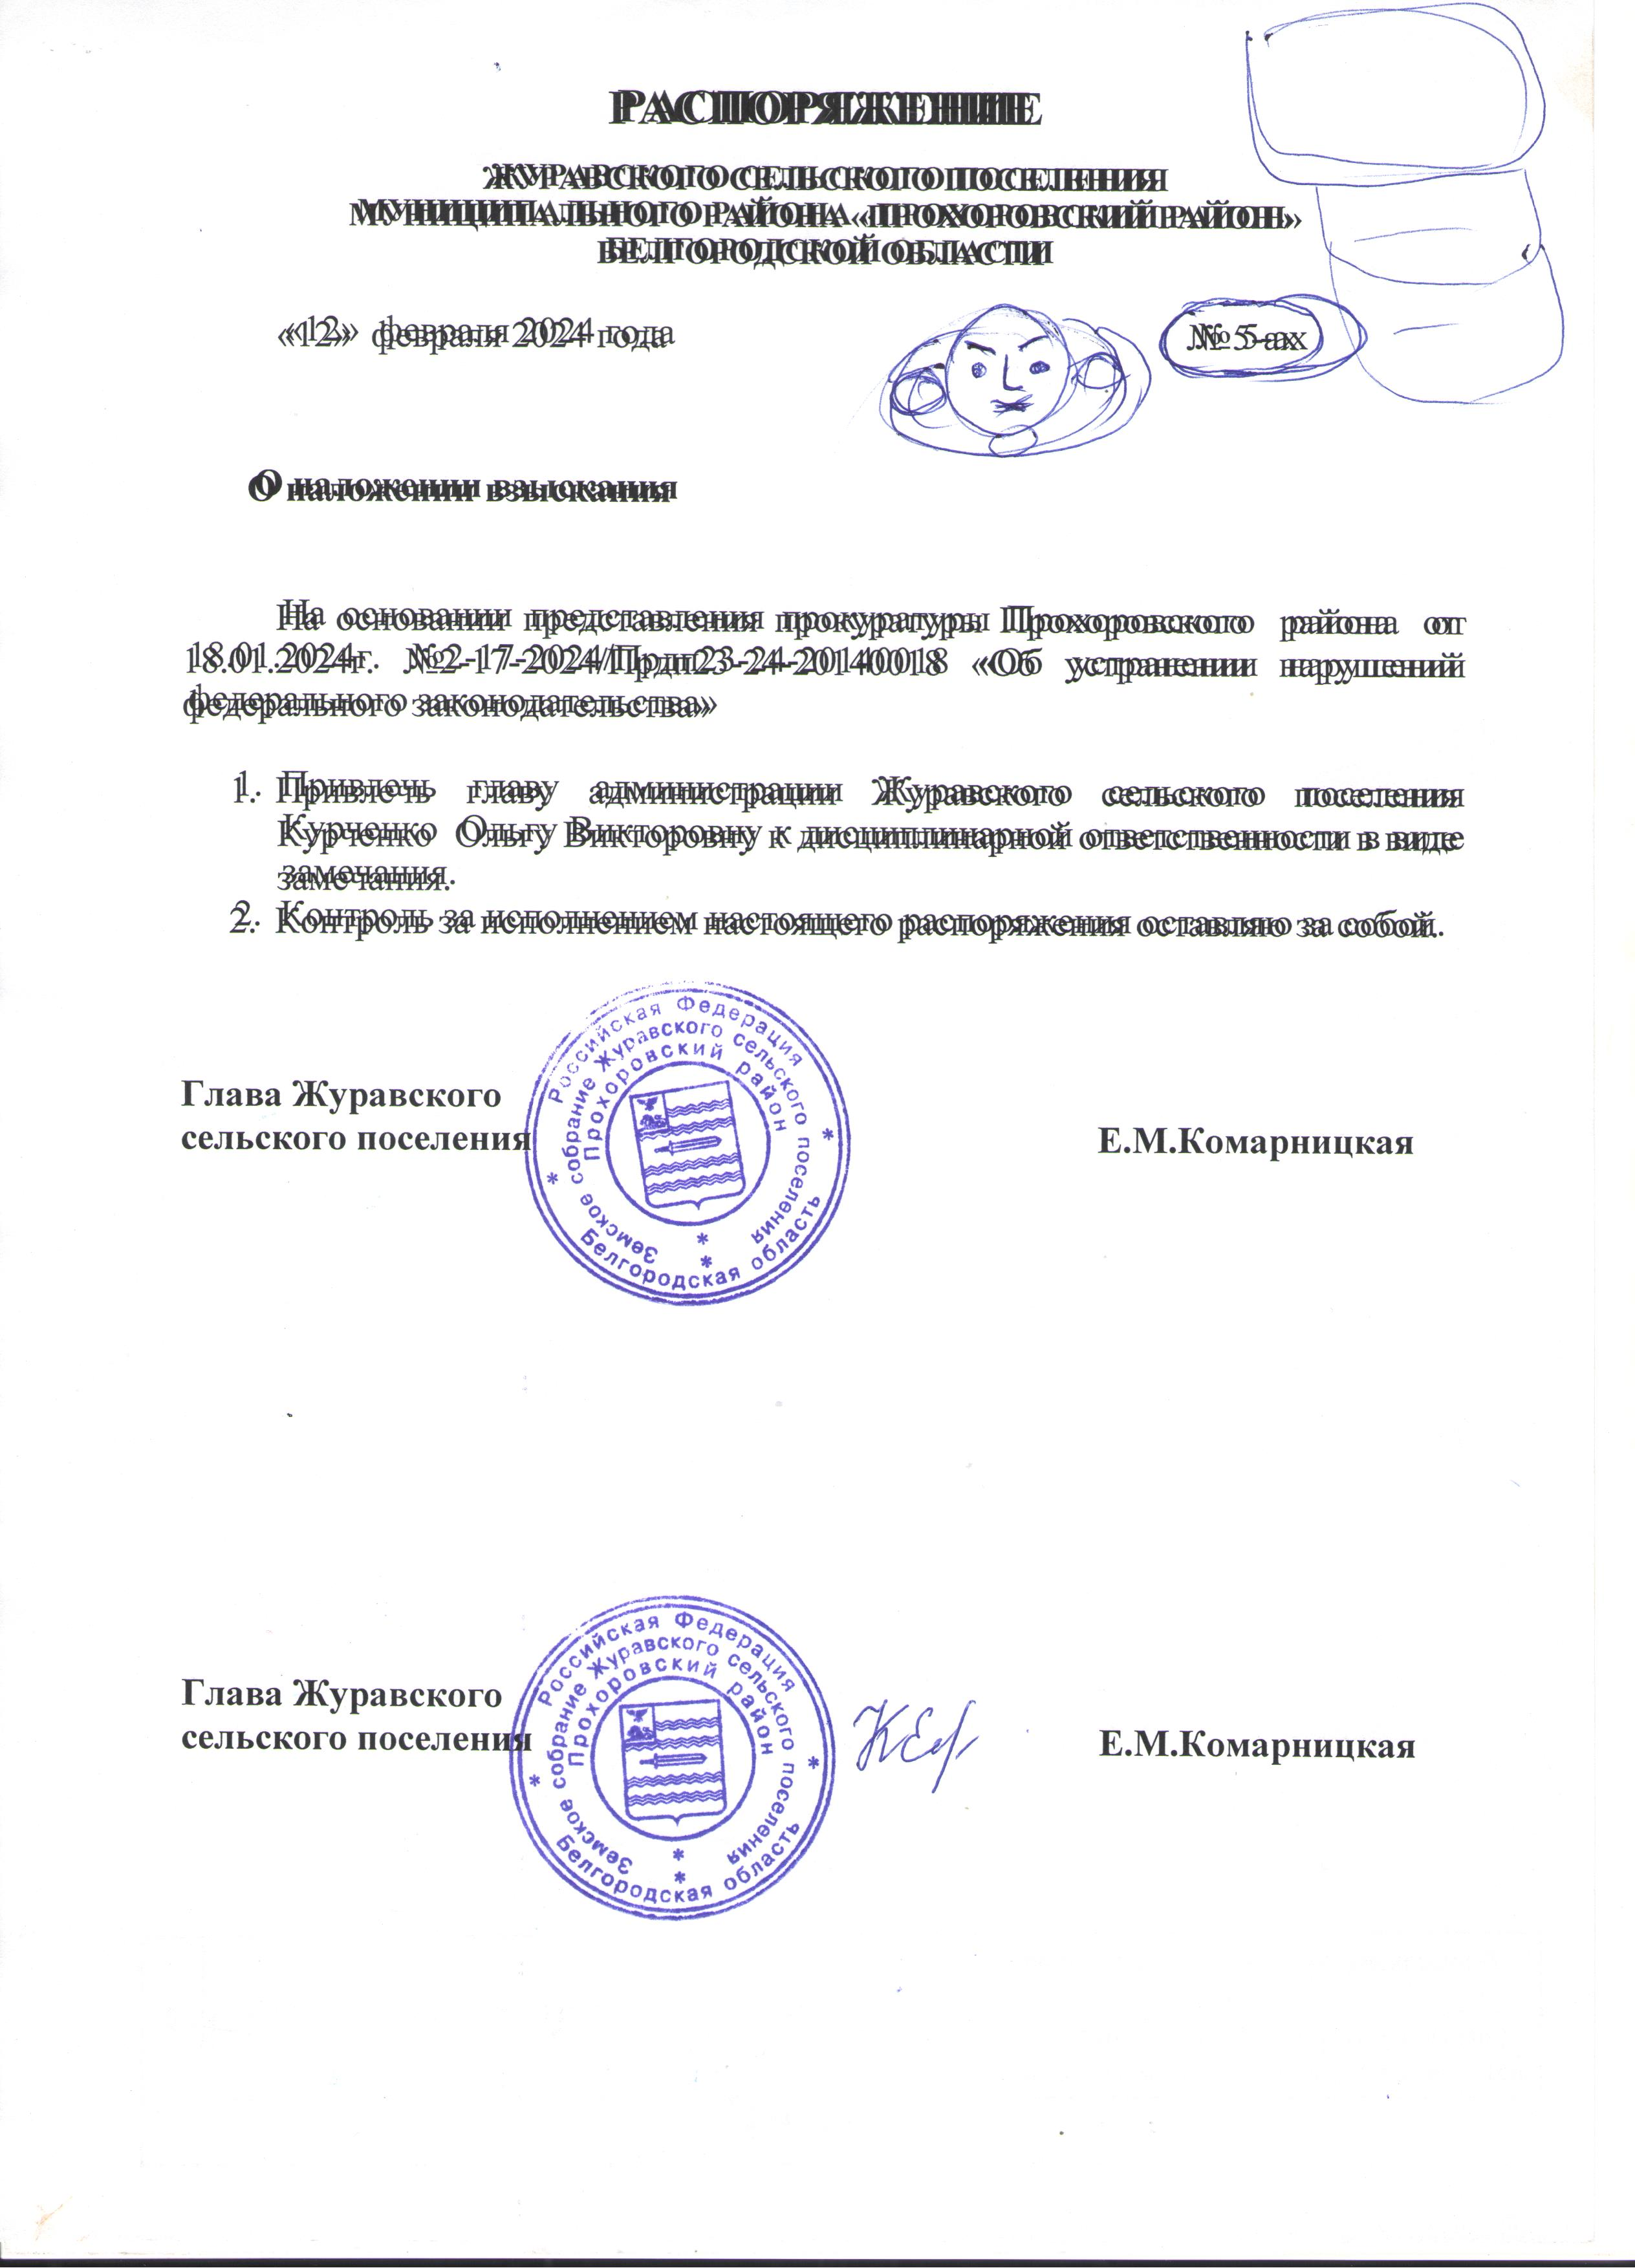 РАСПОРЯЖЕНИЕ
ЖУРАВСКОГО СЕЛЬСКОГО ПОСЕЛЕНИЯ
МУНИЦИПАЛЬНОГО РАЙОНА «ПРОХОРОВСКИЙ РАЙОН»
БЕЛГОРОДСКОЙ ОБЛАСТИ
«12» февраля 2024 года № 5-ах
О наложении взыскания
На основании представления прокуратуры Прохоровского района от
18.01.2024г. №2-17-2024/Прдп23-24-20140018 «Об устранении нарушений
федерального законодательства»
1. Привлечь главу администрации Журавского сельского поселения
Курченко Ольгу Викторовну к дисциплинарной ответственности в виде
замечания.
2. Контроль за исполнением настоящего распоряжения оставляю за собой.
Глава Журавского
сельского поселения Е.М.Комарницкая
Российская Федерация
Земское собрание Журавского сельского поселения
Прохоровский район
Белгородская область
Глава Журавского
сельского поселения Е.М.Комарницкая
Российская Федерация
Земское собрание Журавского сельского поселения
Прохоровский район
Белгородская область